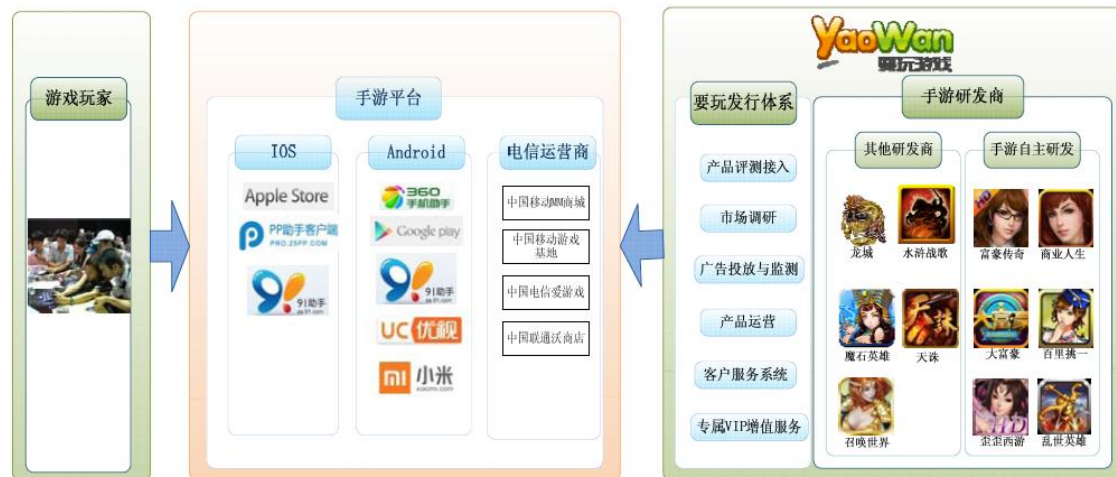 游戏玩家
手游平台
IOS
Apple Store
PP助手客户端
PRO.25PP.COM
91助手
Android
360
手机助手
Google play
91助手
UC优视
小米
xiaomi.com
电信运营商
中国移动MM商城
中国移动游戏
基地
中国电信爱游戏
中国联通沃商店
YaoWan
要玩游戏
要玩发行体系
产品评测接入
市场调研
广告投放与监测
产品运营
客户服务系统
专属VIP增值服务
手游研发商
其他研发商
龙城
水浒战歌
魔石英雄
天诛
天诛
召唤世界
手游自主研发
HD
富豪传奇
商业人生
大富豪
百里挑一
HD
歪歪西游
乱世英雄